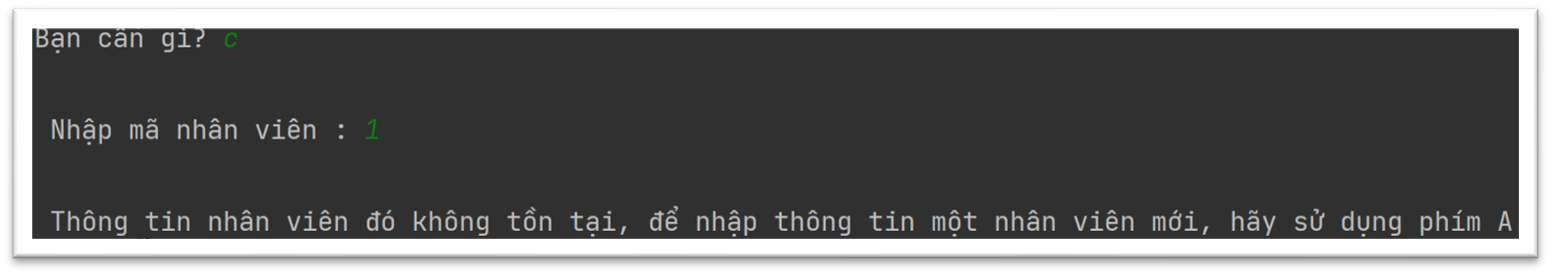 Bạn cần gì? c
Nhập mã nhân viên : 1
Thông tin nhân viên đó không tồn tại, để nhập thông tin một nhân viên mới, hãy sử dụng phím A